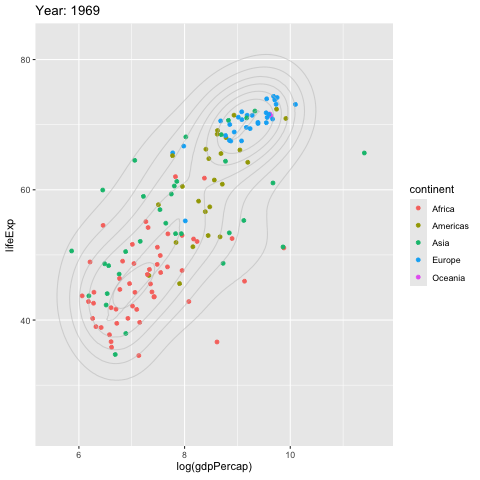 Year: 1969
80
60
40
lifeExp
6
8
10
log(gdpPercap)
continent
Africa
Americas
Asia
Europe
Oceania